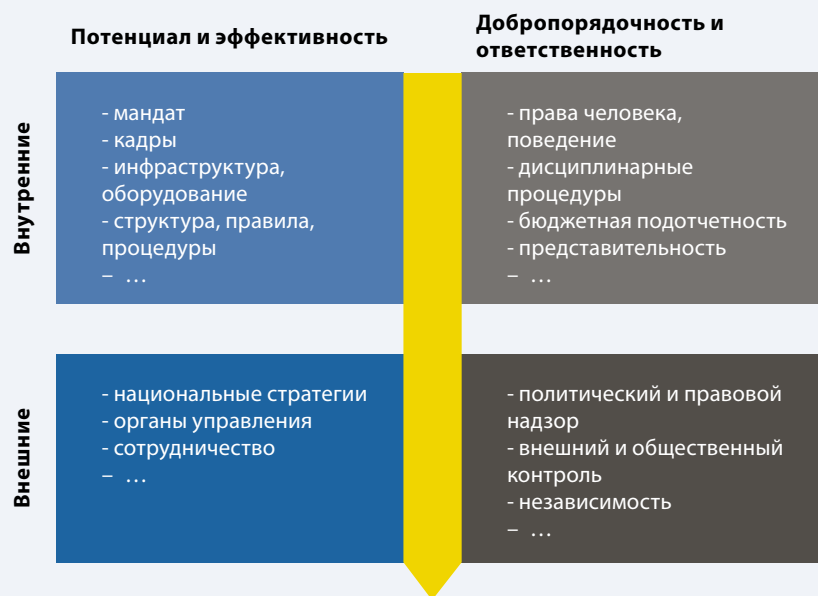 Потенциал и эффективность
Добропорядочность и
ответственность
Внутренние
- мандат
- кадры
- инфраструктура,
оборудование
- структура, правила,
процедуры
– …
- права человека,
поведение
- дисциплинарные
процедуры
- бюджетная подотчетность
- представительность
– …
Внешние
- национальные стратегии
- органы управления
- сотрудничество
– …
- политический и правовой
надзор
- внешний и общественный
контроль
- независимость
– …